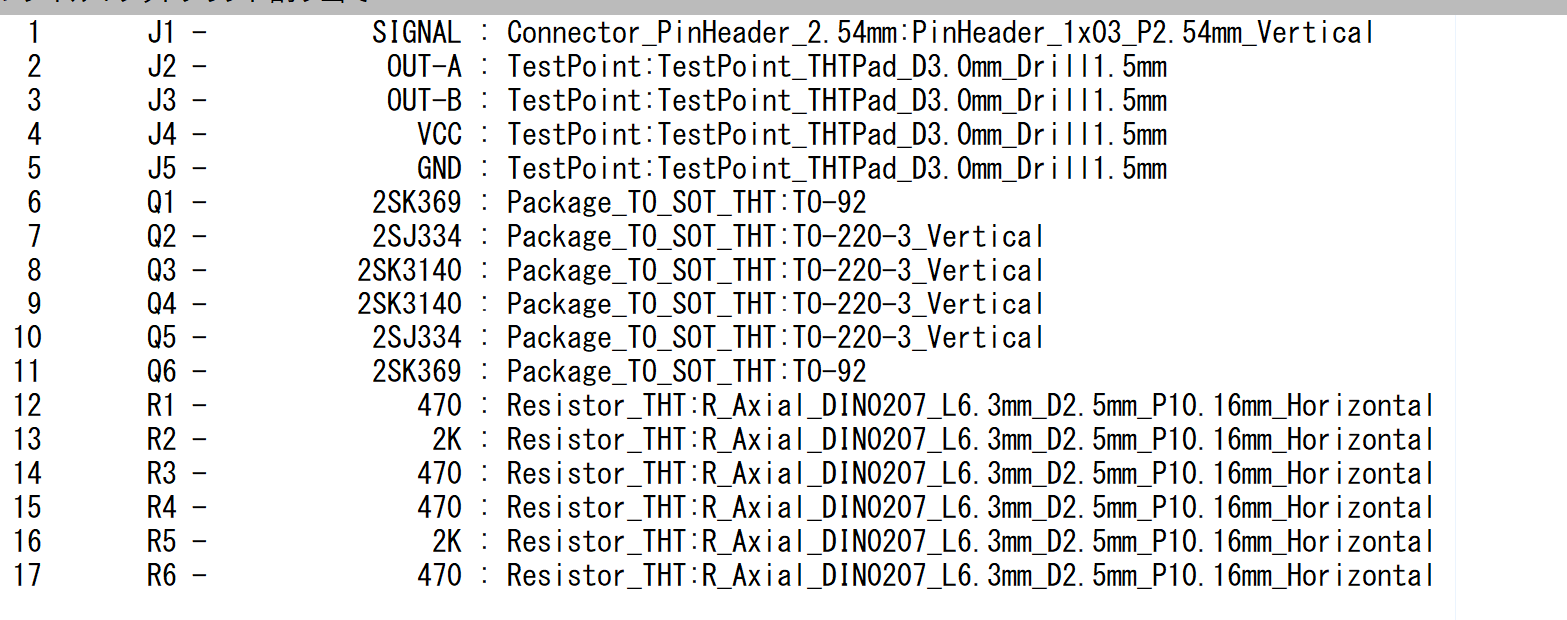 1 J1 - SIGNAL : Connector_PinHeader_2.54mm:PinHeader_1x03_P2.54mm_Vertical
2 J2 - OUT-A : TestPoint:TestPoint_THTPad_D3.0mm_Drill1.5mm
3 J3 - OUT-B : TestPoint:TestPoint_THTPad_D3.0mm_Drill1.5mm
4 J4 - VCC : TestPoint:TestPoint_THTPad_D3.0mm_Drill1.5mm
5 J5 - GND : TestPoint:TestPoint_THTPad_D3.0mm_Drill1.5mm
6 Q1 - 2SK369 : Package_TO_SOT_THT:TO-92
7 Q2 - 2SJ334 : Package_TO_SOT_THT:TO-220-3_Vertical
8 Q3 - 2SK3140 : Package_TO_SOT_THT:TO-220-3_Vertical
9 Q4 - 2SK3140 : Package_TO_SOT_THT:TO-220-3_Vertical
10 Q5 - 2SJ334 : Package_TO_SOT_THT:TO-220-3_Vertical
11 Q6 - 2SK369 : Package_TO_SOT_THT:TO-92
12 R1 - 470 : Resistor_THT:R_Axial_DIN0207_L6.3mm_D2.5mm_P10.16mm_Horizontal
13 R2 - 2K : Resistor_THT:R_Axial_DIN0207_L6.3mm_D2.5mm_P10.16mm_Horizontal
14 R3 - 470 : Resistor_THT:R_Axial_DIN0207_L6.3mm_D2.5mm_P10.16mm_Horizontal
15 R4 - 470 : Resistor_THT:R_Axial_DIN0207_L6.3mm_D2.5mm_P10.16mm_Horizontal
16 R5 - 2K : Resistor_THT:R_Axial_DIN0207_L6.3mm_D2.5mm_P10.16mm_Horizontal
17 R6 - 470 : Resistor_THT:R_Axial_DIN0207_L6.3mm_D2.5mm_P10.16mm_Horizontal